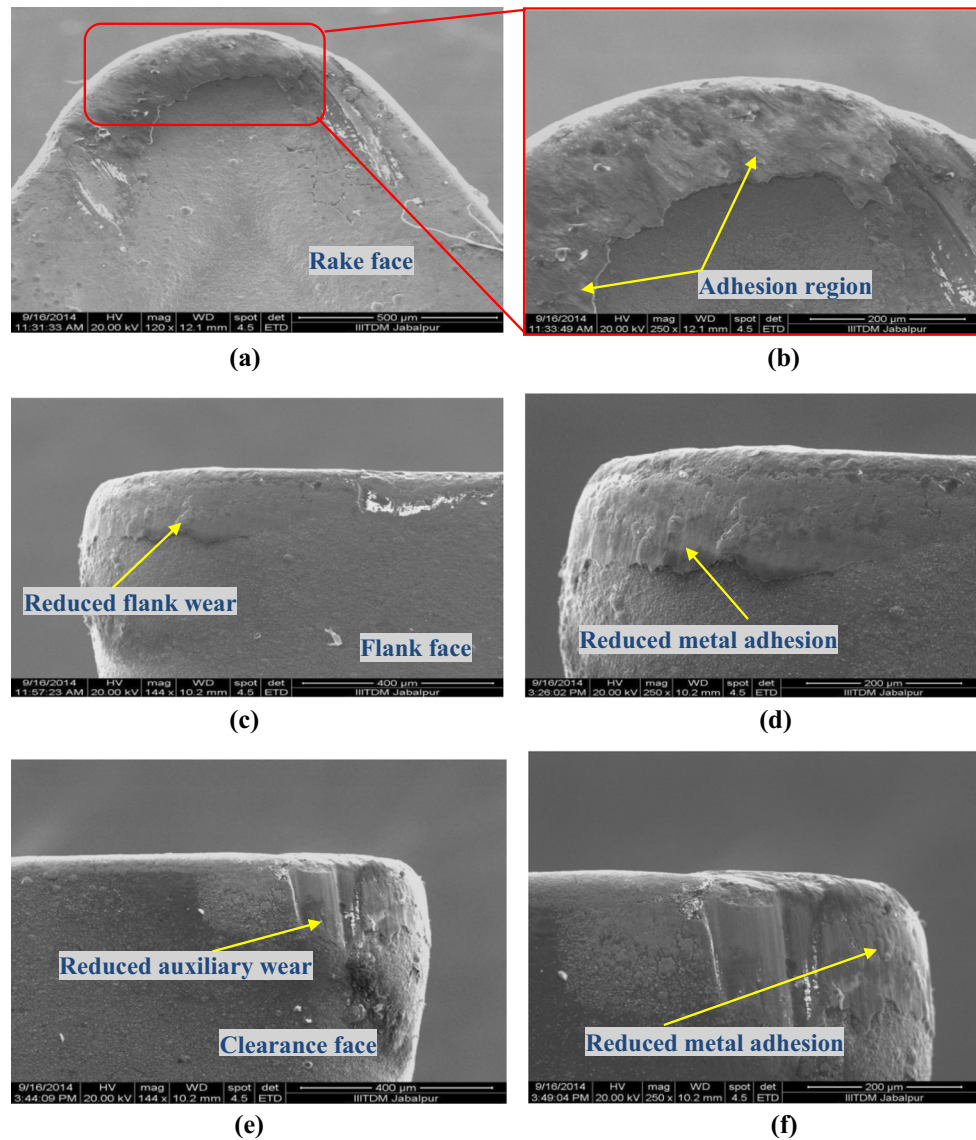 Rake face
9/16/2014 HV mag WD spot det 500 µm
11:31:33 AM 20.00 kV 120 x 12.1 mm 4.5 ETD IIITDM Jabalpur
(a)
Adhesion region
9/16/2014 HV mag WD spot det 200 µm
11:33:49 AM 20.00 kV 250 x 12.1 mm 4.5 ETD IIITDM Jabalpur
(b)
Reduced flank wear
Flank face
9/16/2014 HV mag WD spot det 400 µm
11:57:23 AM 20.00 kV 144 x 10.2 mm 4.5 ETD IIITDM Jabalpur
(c)
Reduced metal adhesion
9/16/2014 HV mag WD spot det 200 µm
3:26:02 PM 20.00 kV 250 x 10.2 mm 4.5 ETD IIITDM Jabalpur
(d)
Reduced auxiliary wear
Clearance face
9/16/2014 HV mag WD spot det 400 µm
3:44:09 PM 20.00 kV 144 x 10.2 mm 4.5 ETD IIITDM Jabalpur
(e)
Reduced metal adhesion
9/16/2014 HV mag WD spot det 200 µm
3:49:04 PM 20.00 kV 250 x 10.2 mm 4.5 ETD IIITDM Jabalpur
(f)